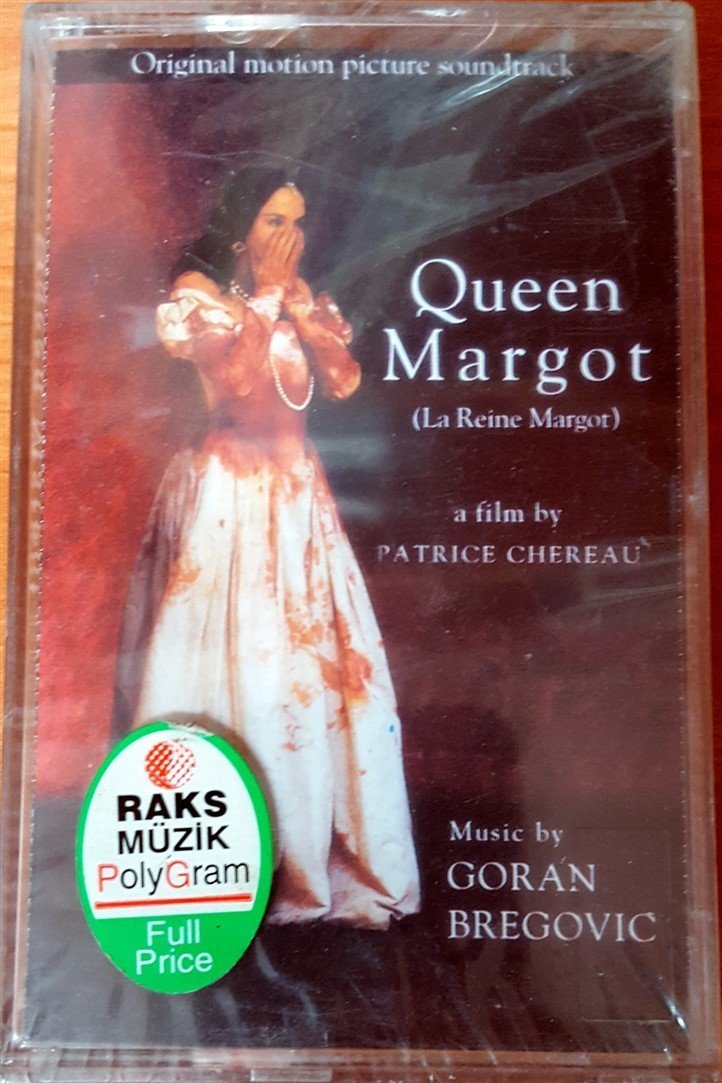 Original motion picture soundtrack
Queen
Margot
(La Reine Margot)
a film by
PATRICE CHEREAU
Music by
GORAN
BREGOVIC
RAKS
MÜZİK
PolyGram
Full
Price